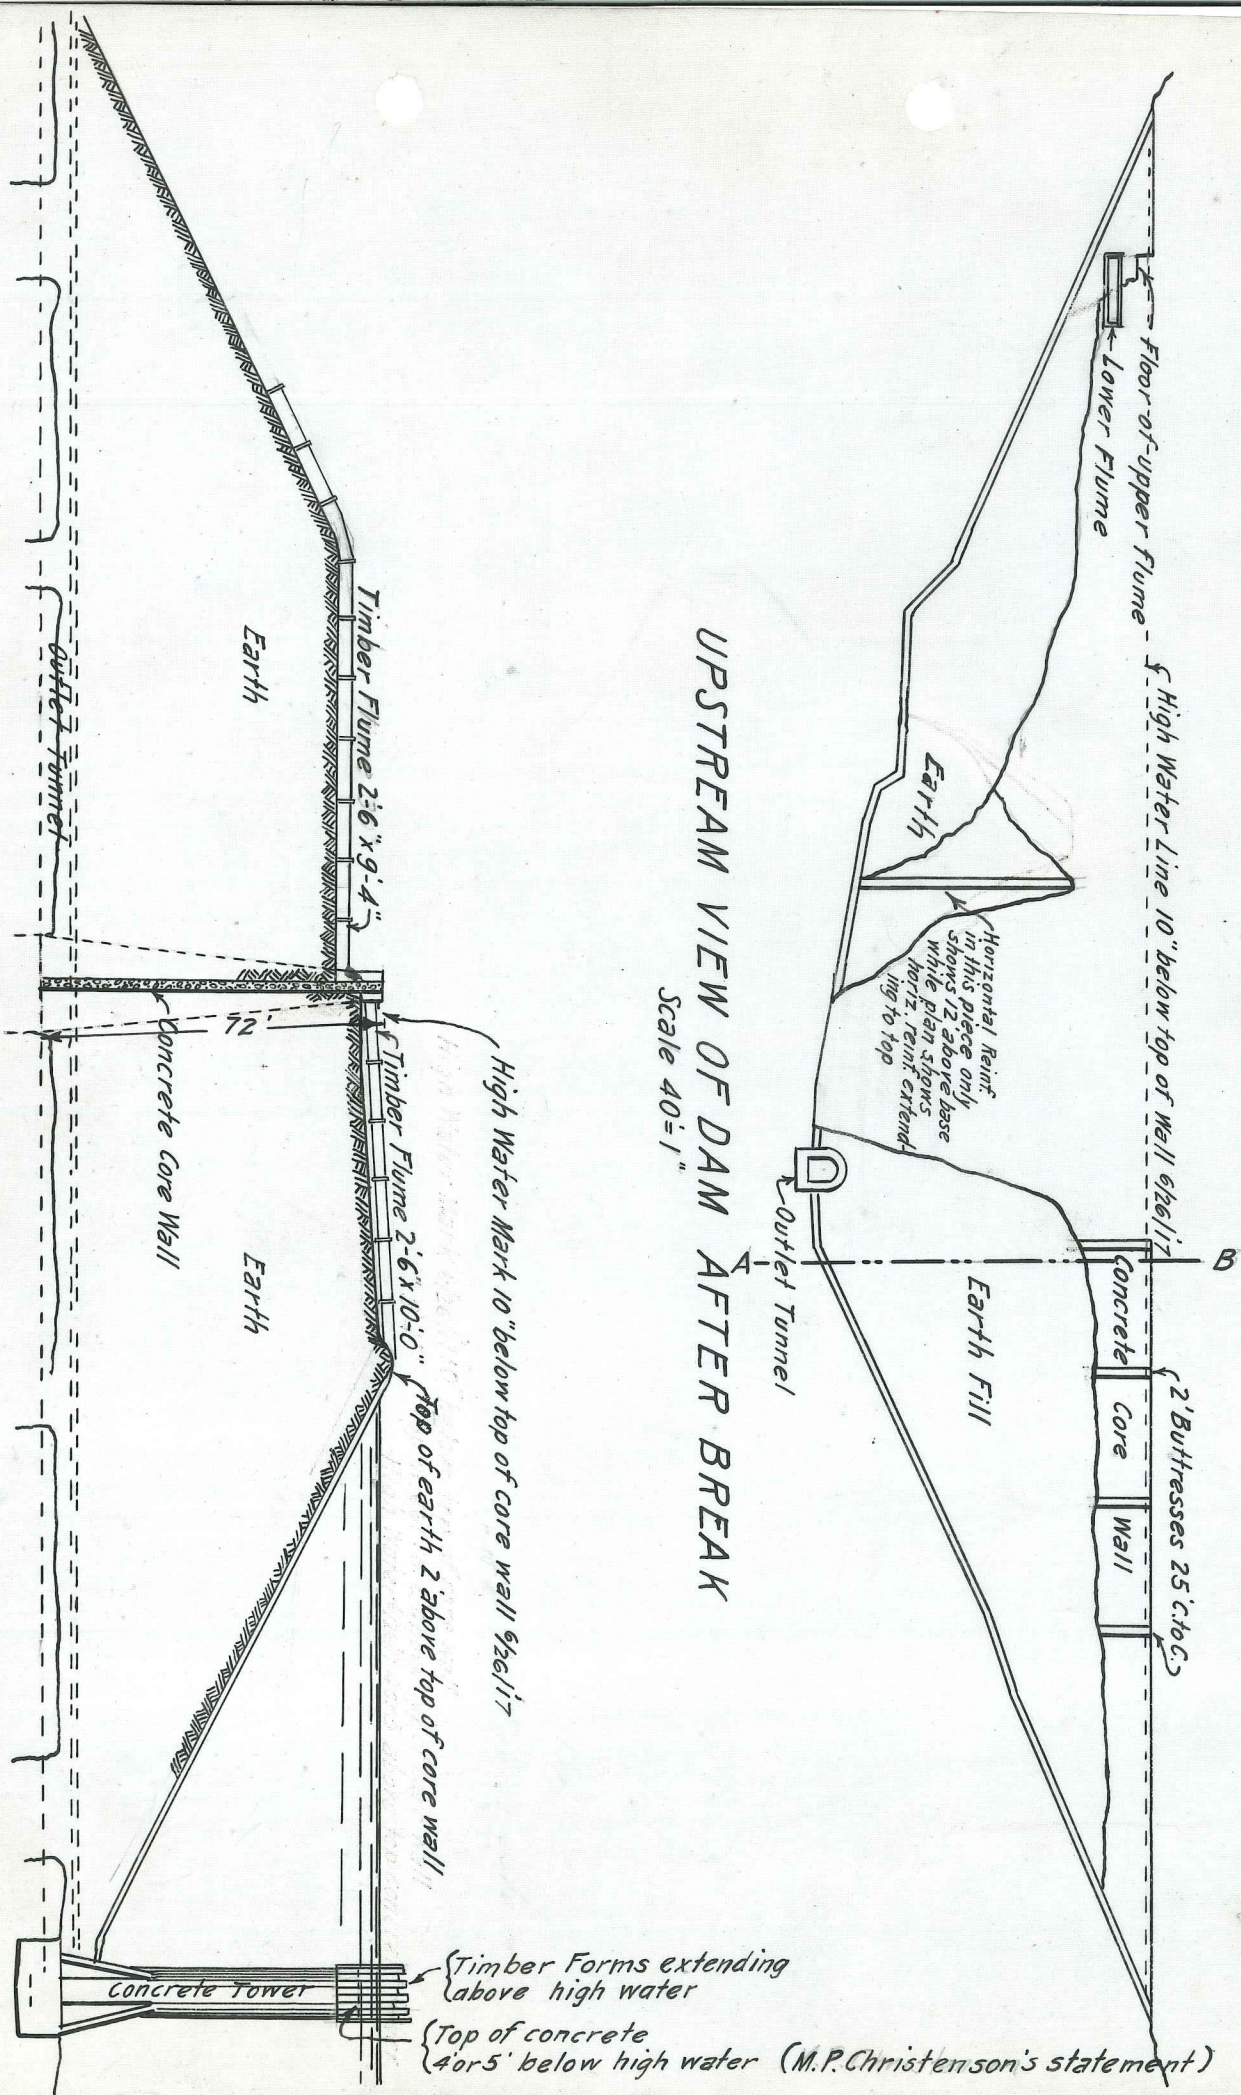 High Water Line 10" below top of wall 6/26/17
Floor of upper flume
Lower Flume
2' Buttresses 25' C. to C.
Concrete Core Wall
B
Earth
Horizontal Reinf.
in this piece only
shows 12' above base
while plan shows
horiz. reinf. extend-
ing to top
Earth Fill
Outlet Tunnel
A
UPSTREAM VIEW OF DAM AFTER BREAK
Scale 40'=1"
High Water Mark 10" below top of core wall 6/26/17
Top of earth 2' above top of core wall
Timber Flume 2'-6" x 9'-4"
Timber Flume 2'-6" x 10'-0"
72'
Earth
Earth
Concrete Core Wall
Outlet Tunnel
Concrete Tower
Timber Forms extending
above high water
Top of concrete
4' or 5' below high water (M.P. Christenson's statement)